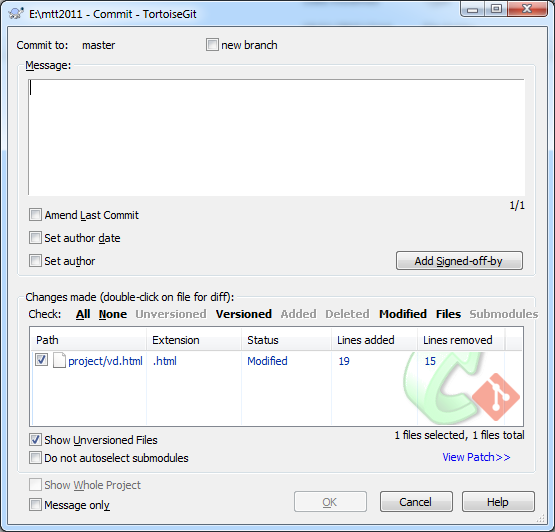 E:\mtt2011 - Commit - TortoiseGit
Commit to: master new branch
Message:
1/1
Amend Last Commit
Set author date
Set author
Add Signed-off-by
Changes made (double-click on file for diff):
Check: All None Unversioned Versioned Added Deleted Modified Files Submodules
Path Extension Status Lines added Lines removed
project/vd.html .html Modified 19 15
Show Unversioned Files
1 files selected, 1 files total
Do not autoselect submodules
View Patch>>
Show Whole Project
Message only
OK Cancel Help